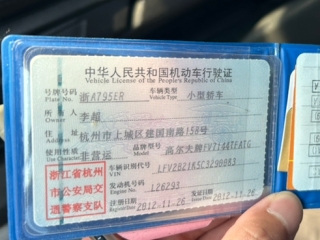 中华人民共和国机动车行驶证
Vehicle License of the People's Republic of China
号牌号码 浙A795ER 车辆类型 小型轿车
Plate No. Vehicle Type
所有人 李超
Owner
住址 杭州市上城区建国南路158号
使用性质 非营运 品牌型号 高尔夫牌FV7144TFATG
Use Character
浙江省杭州 车辆识别代号
VIN
市公安局交 发动机号码 126293
Engine No.
通警察支队 注册日期 2012-11-26 发证日期 2012-11-26
Register Date Issue Date